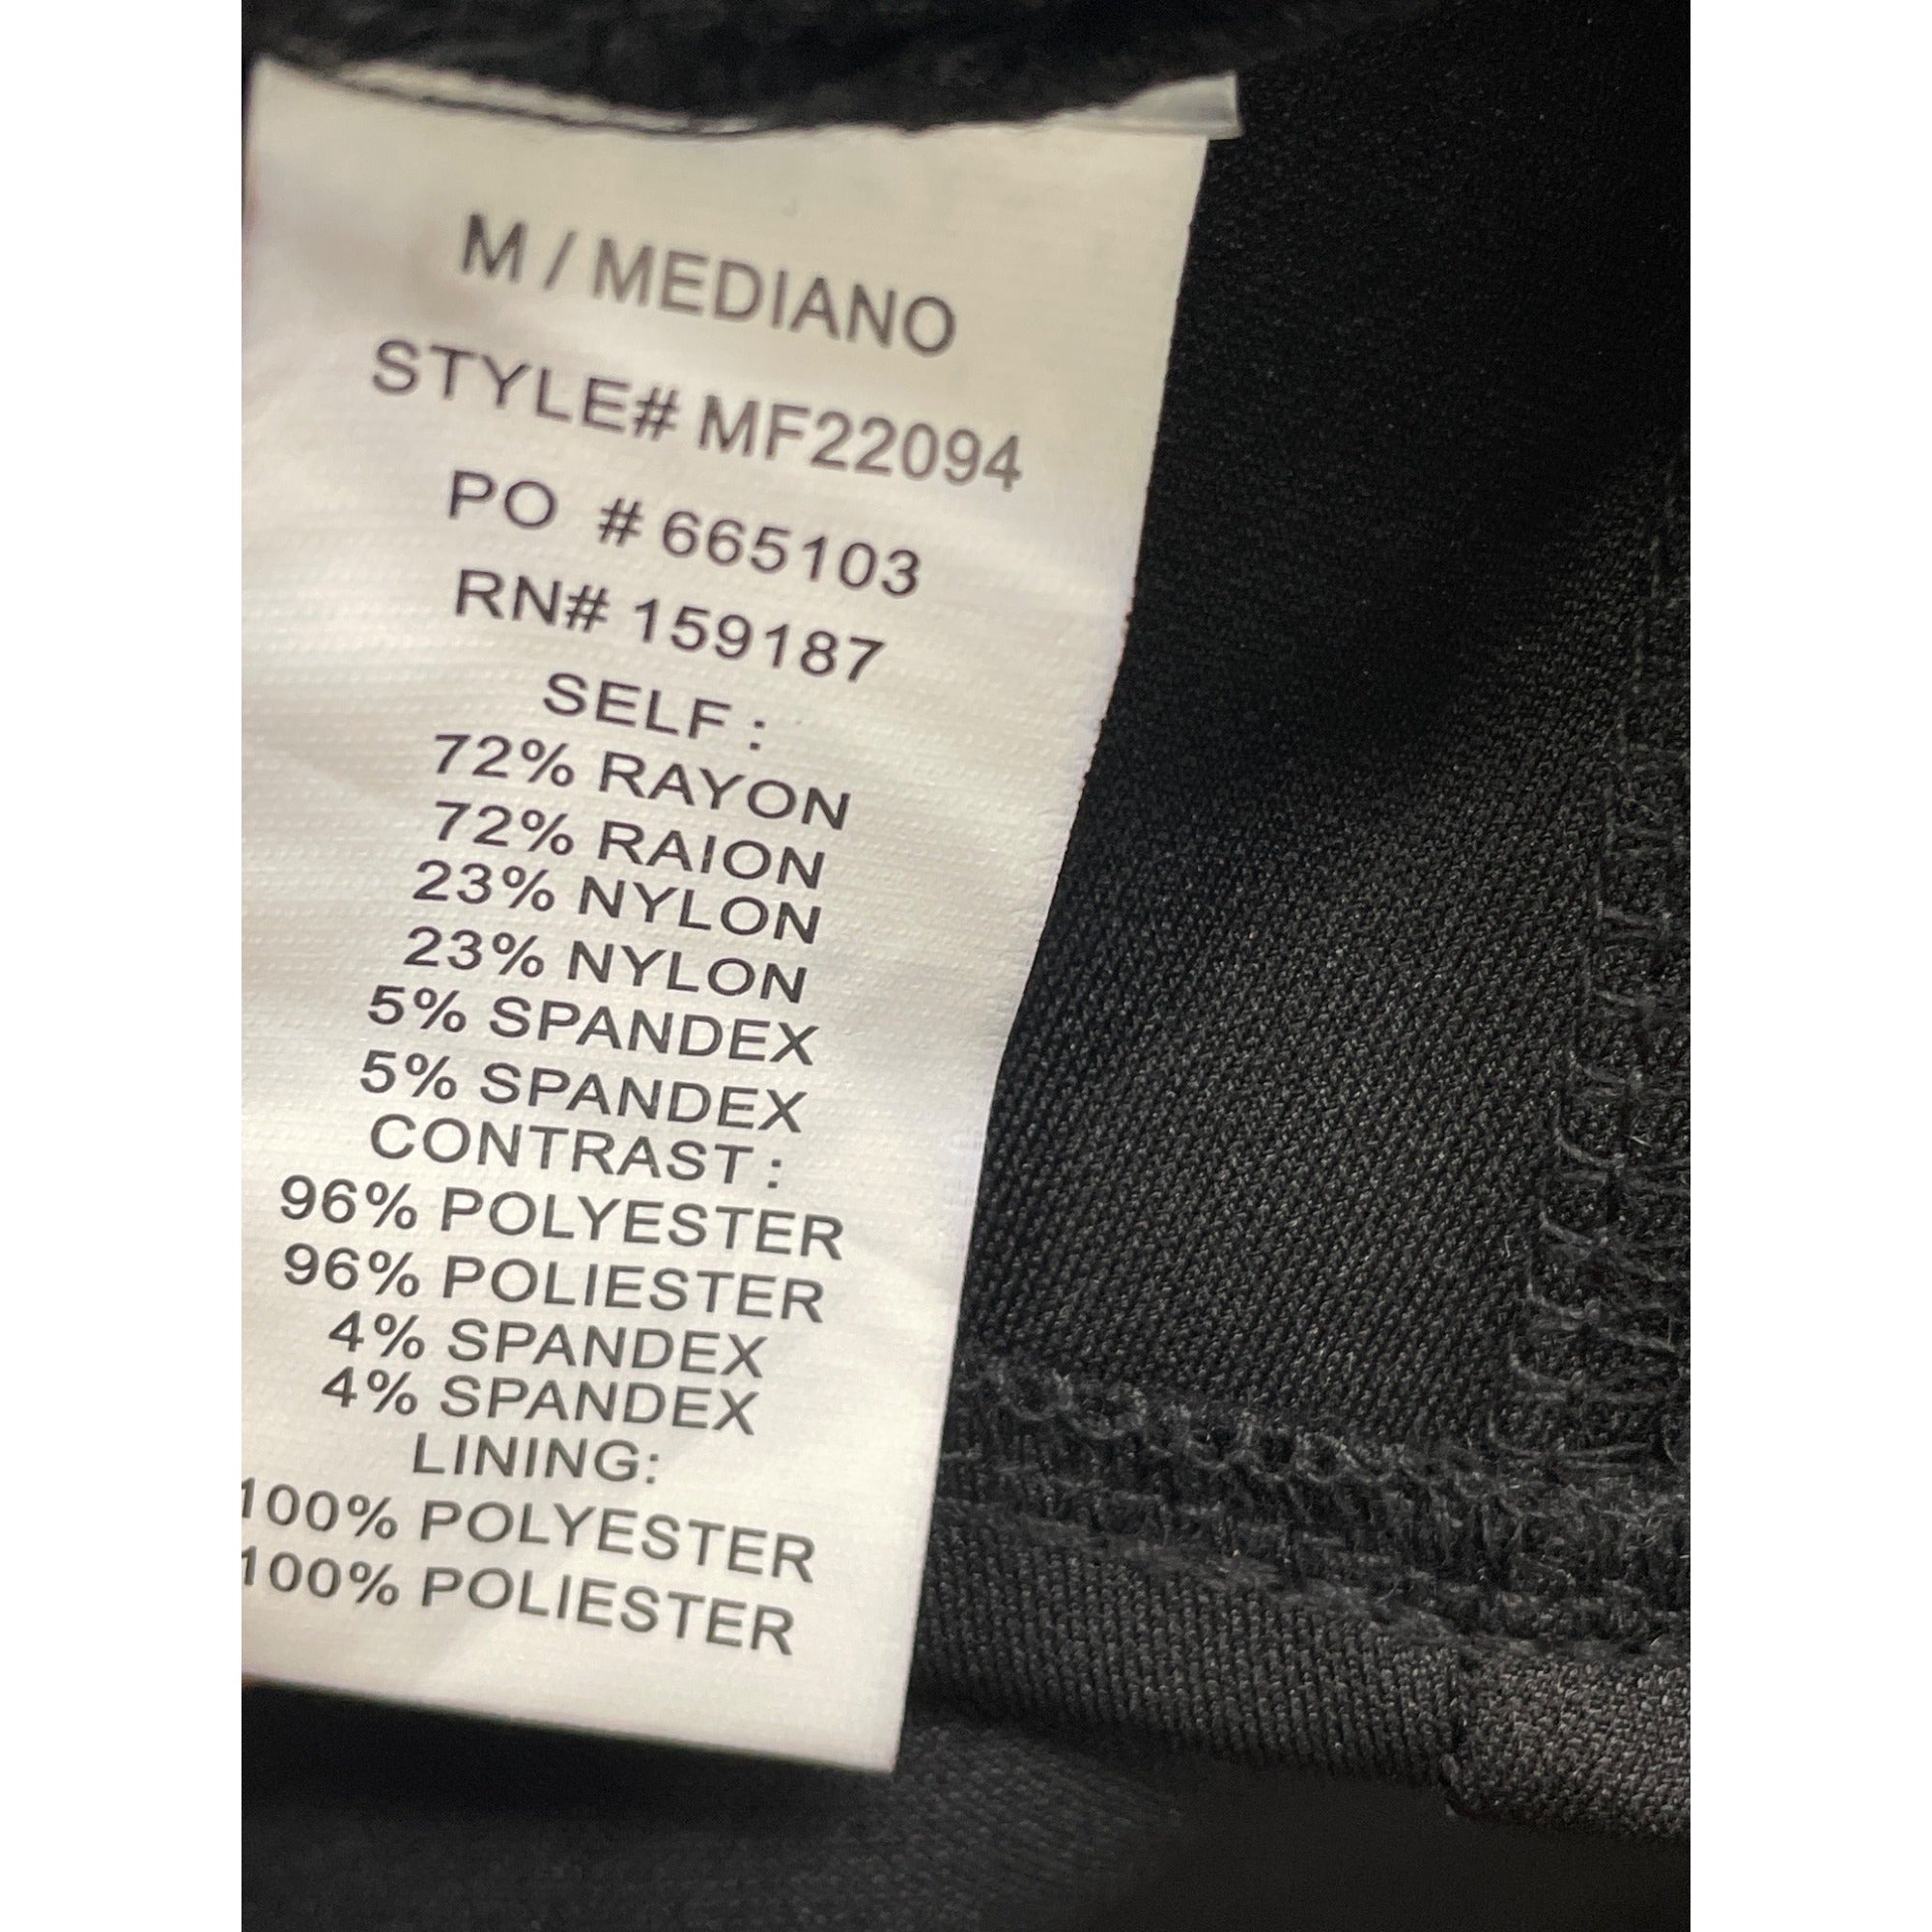 M / MEDIANO
STYLE# MF22094
PO # 665103
RN# 159187
SELF :
72% RAYON
72% RAION
23% NYLON
23% NYLON
5% SPANDEX
5% SPANDEX
CONTRAST :
96% POLYESTER
96% POLIESTER
4% SPANDEX
4% SPANDEX
LINING:
100% POLYESTER
100% POLIESTER